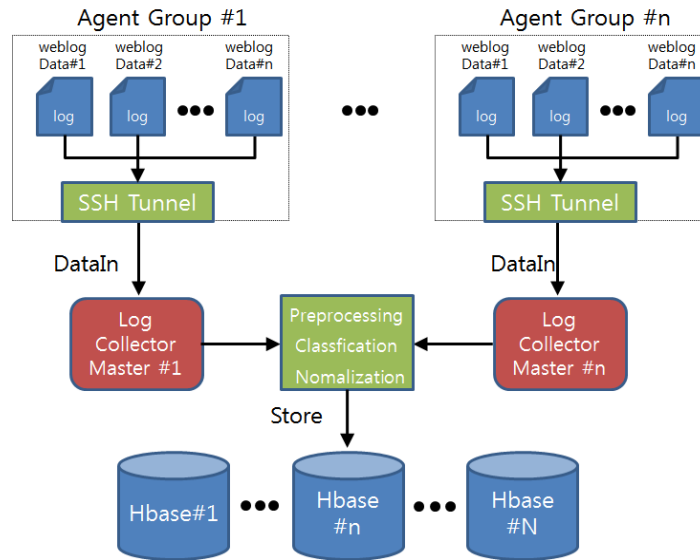 Agent Group #1
Agent Group #n
weblog
Data#1
weblog
Data#2
weblog
Data#n
weblog
Data#1
weblog
Data#2
weblog
Data#n
log
log
log
log
log
log
SSH Tunnel
SSH Tunnel
DataIn
DataIn
Log
Collector
Master #1
Preprocessing
Classfication
Nomalization
Log
Collector
Master #n
Store
Hbase#1
Hbase
#n
Hbase
#N